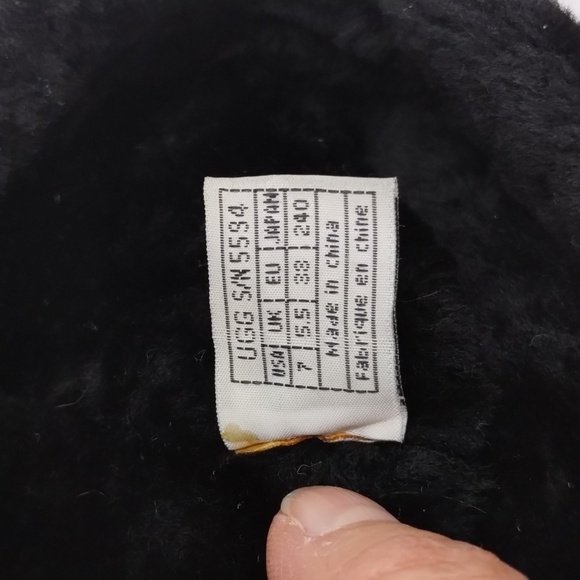 UGG S/N 5594
USA UK EU JAPAN
7 5.5 38 240
Made in china
Fabrique en chine